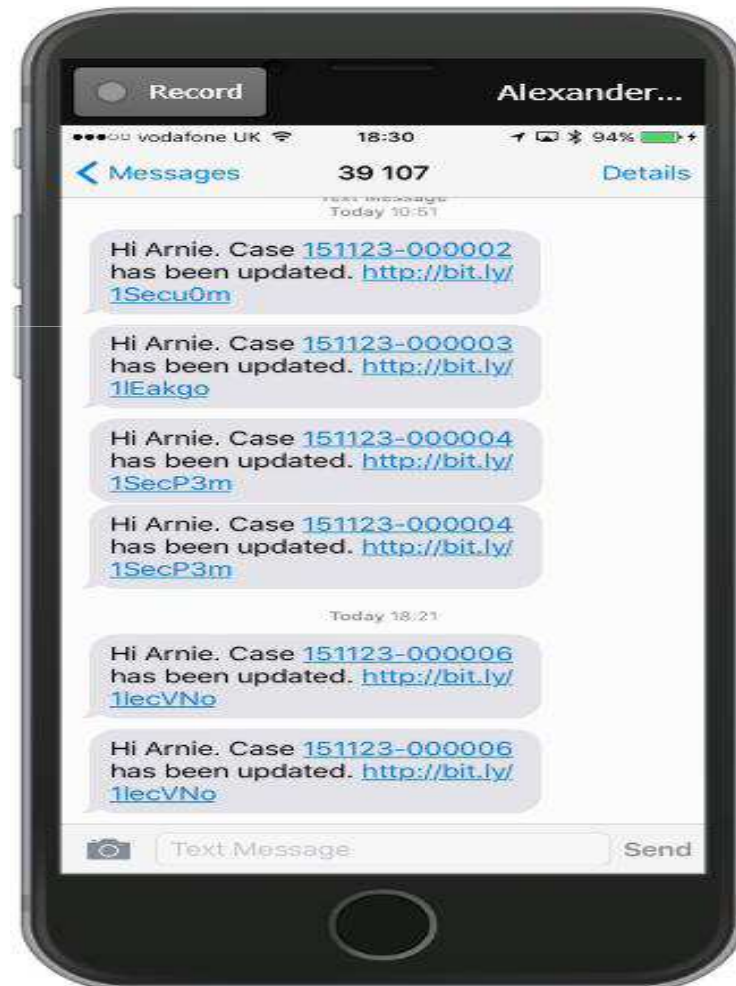 Record
Alexander...
vodafone UK 18:30 94%
Messages 39 107 Details
Text Message
Today 10:51
Hi Arnie. Case 151123-000002
has been updated. http://bit.ly/
1Secu0m
Hi Arnie. Case 151123-000003
has been updated. http://bit.ly/
1lEakgo
Hi Arnie. Case 151123-000004
has been updated. http://bit.ly/
1SecP3m
Hi Arnie. Case 151123-000004
has been updated. http://bit.ly/
1SecP3m
Today 18:21
Hi Arnie. Case 151123-000006
has been updated. http://bit.ly/
1IecVNo
Hi Arnie. Case 151123-000006
has been updated. http://bit.ly/
1IecVNo
Text Message Send